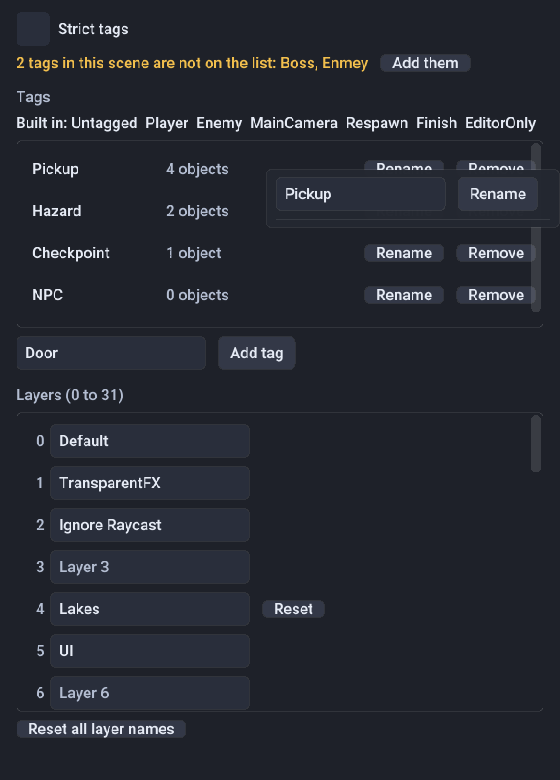 Strict tags
2 tags in this scene are not on the list: Boss, Enmey Add them
Tags
Built in: Untagged Player Enemy MainCamera Respawn Finish EditorOnly
Pickup 4 objects Rename Remove
Pickup Rename
Hazard 2 objects
Checkpoint 1 object Rename Remove
NPC 0 objects Rename Remove
Door Add tag
Layers (0 to 31)
0 Default
1 TransparentFX
2 Ignore Raycast
3 Layer 3
4 Lakes Reset
5 UI
6 Layer 6
Reset all layer names